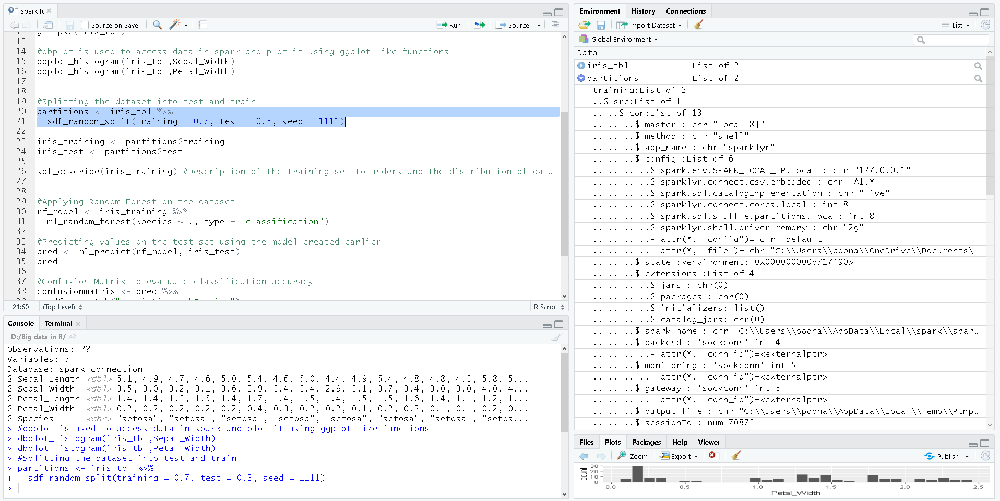 Spark.R
Source on Save
Run
Source
12 glimpse(iris_tbl)
13
14 #dbplot is used to access data in spark and plot it using ggplot like functions
15 dbplot_histogram(iris_tbl,Sepal_Width)
16 dbplot_histogram(iris_tbl,Petal_Width)
17
18
19 #Splitting the dataset into test and train
20 partitions <- iris_tbl %>%
21 sdf_random_split(training = 0.7, test = 0.3, seed = 1111)
22
23 iris_training <- partitions$training
24 iris_test <- partitions$test
25
26 sdf_describe(iris_training) #Description of the training set to understand the distribution of data
27
28
29 #Applying Random Forest on the dataset
30 rf_model <- iris_training %>%
31 ml_random_forest(Species ~ ., type = "classification")
32
33 #Predicting values on the test set using the model created earlier
34 pred <- ml_predict(rf_model, iris_test)
35 pred
36
37 #Confusion Matrix to evaluate classification accuracy
38 confusionmatrix <- pred %>%
21:60 (Top Level) R Script
Console Terminal
D:/Big data in R/
Observations: ??
Variables: 5
Database: spark_connection
$ Sepal_Length <dbl> 5.1, 4.9, 4.7, 4.6, 5.0, 5.4, 4.6, 5.0, 4.4, 4.9, 5.4, 4.8, 4.8, 4.3, 5.8, 5...
$ Sepal_Width <dbl> 3.5, 3.0, 3.2, 3.1, 3.6, 3.9, 3.4, 3.4, 2.9, 3.1, 3.7, 3.4, 3.0, 3.0, 4.0, 4...
$ Petal_Length <dbl> 1.4, 1.4, 1.3, 1.5, 1.4, 1.7, 1.4, 1.5, 1.4, 1.5, 1.5, 1.6, 1.4, 1.1, 1.2, 1...
$ Petal_Width <dbl> 0.2, 0.2, 0.2, 0.2, 0.2, 0.4, 0.3, 0.2, 0.2, 0.1, 0.2, 0.2, 0.1, 0.1, 0.2, 0...
$ Species <chr> "setosa", "setosa", "setosa", "setosa", "setosa", "setosa", "setosa", "setos...
> #dbplot is used to access data in spark and plot it using ggplot like functions
> dbplot_histogram(iris_tbl,Sepal_Width)
> dbplot_histogram(iris_tbl,Petal_Width)
> #Splitting the dataset into test and train
> partitions <- iris_tbl %>%
+ sdf_random_split(training = 0.7, test = 0.3, seed = 1111)
>
Environment History Connections
Import Dataset List
Global Environment
Data
iris_tbl List of 2
partitions List of 2
training:List of 2
..$ src:List of 1
.. ..$ con:List of 13
.. .. ..$ master : chr "local[8]"
.. .. ..$ method : chr "shell"
.. .. ..$ app_name : chr "sparklyr"
.. .. ..$ config :List of 6
.. .. .. ..$ spark.env.SPARK_LOCAL_IP.local : chr "127.0.0.1"
.. .. .. ..$ sparklyr.connect.csv.embedded : chr "^1.*"
.. .. .. ..$ spark.sql.catalogImplementation : chr "hive"
.. .. .. ..$ sparklyr.connect.cores.local : int 8
.. .. .. ..$ spark.sql.shuffle.partitions.local: int 8
.. .. .. ..$ sparklyr.shell.driver-memory : chr "2g"
.. .. .. ..- attr(*, "config")= chr "default"
.. .. .. ..- attr(*, "file")= chr "C:\\Users\\poona\\OneDrive\\Documents\...
.. .. ..$ state :<environment: 0x000000000b717f90>
.. .. ..$ extensions :List of 4
.. .. .. ..$ jars : chr(0)
.. .. .. ..$ packages : chr(0)
.. .. .. ..$ initializers: list()
.. .. .. ..$ catalog_jars: chr(0)
.. .. ..$ spark_home : chr "C:\\Users\\poona\\AppData\\Local\\spark\\spar...
.. .. ..$ backend : 'sockconn' int 4
.. .. .. ..- attr(*, "conn_id")=<externalptr>
.. .. ..$ monitoring : 'sockconn' int 5
.. .. .. ..- attr(*, "conn_id")=<externalptr>
.. .. ..$ gateway : 'sockconn' int 3
.. .. .. ..- attr(*, "conn_id")=<externalptr>
.. .. ..$ output_file : chr "C:\\Users\\poona\\AppData\\Local\\Temp\\Rtmp...
.. .. ..$ sessionId : num 70873
Files Plots Packages Help Viewer
Zoom Export Publish
count
30
20
10
0
0.0 0.5 1.0 1.5 2.0 2.5
Petal_Width